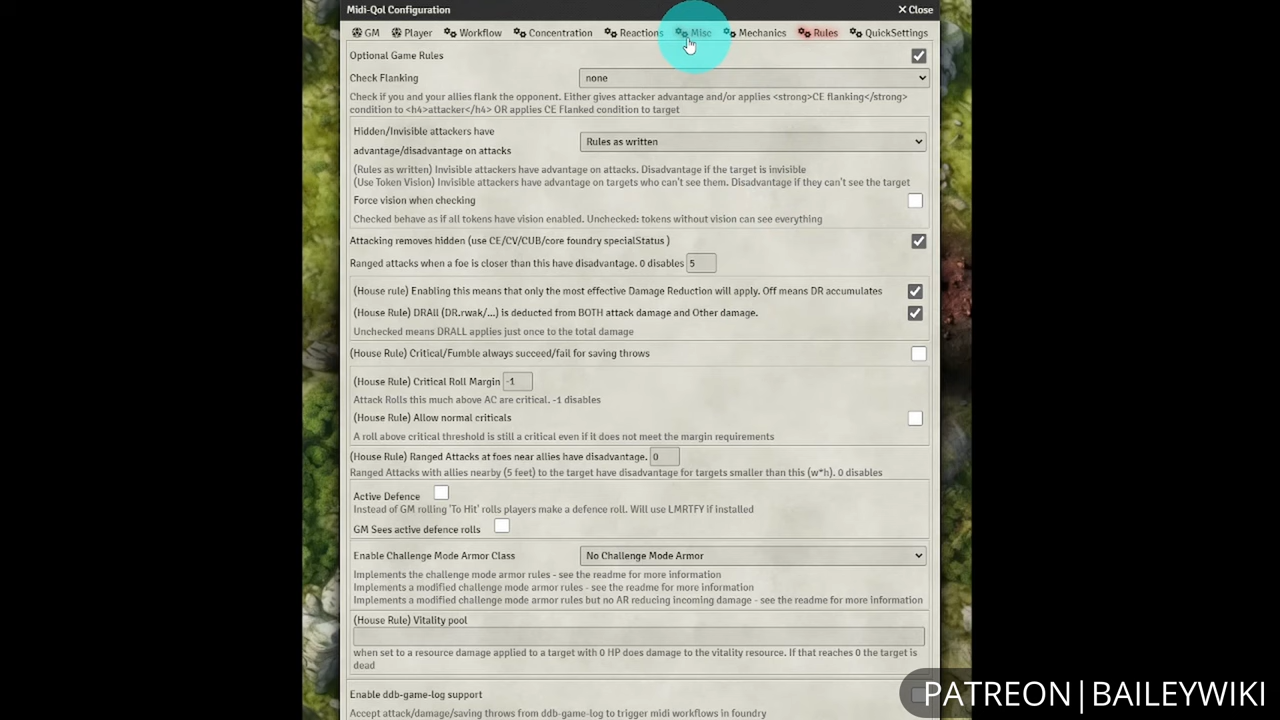 Midi-Qol Configuration
Close
GM Player Workflow Concentration Reactions Misc Mechanics Rules QuickSettings
Optional Game Rules
Check Flanking none
Check if you and your allies flank the opponent. Either gives attacker advantage and/or applies <strong>CE flanking</strong>
condition to <h4>attacker</h4> OR applies CE Flanked condition to target
Hidden/Invisible attackers have
advantage/disadvantage on attacks
Rules as written
(Rules as written) Invisible attackers have advantage on attacks. Disadvantage if the target is invisible
(Use Token Vision) Invisible attackers have advantage on targets who can't see them. Disadvantage if they can't see the target
Force vision when checking
Checked behave as if all tokens have vision enabled. Unchecked: tokens without vision can see everything
Attacking removes hidden (use CE/CV/CUB/core foundry specialStatus )
Ranged attacks when a foe is closer than this have disadvantage. 0 disables 5
(House rule) Enabling this means that only the most effective Damage Reduction will apply. Off means DR accumulates
(House Rule) DRAll (DR.rwak/...) is deducted from BOTH attack damage and Other damage.
Unchecked means DRALL applies just once to the total damage
(House Rule) Critical/Fumble always succeed/fail for saving throws
(House Rule) Critical Roll Margin -1
Attack Rolls this much above AC are critical. -1 disables
(House Rule) Allow normal criticals
A roll above critical threshold is still a critical even if it does not meet the margin requirements
(House Rule) Ranged Attacks at foes near allies have disadvantage. 0
Ranged Attacks with allies nearby (5 feet) to the target have disadvantage for targets smaller than this (w*h). 0 disables
Active Defence
Instead of GM rolling 'To Hit' rolls players make a defence roll. Will use LMRTFY if installed
GM Sees active defence rolls
Enable Challenge Mode Armor Class No Challenge Mode Armor
Implements the challenge mode armor rules - see the readme for more information
Implements a modified challenge mode armor rules - see the readme for more information
Implements a modified challenge mode armor rules but no AR reducing incoming damage - see the readme for more information
(House Rule) Vitality pool
when set to a resource damage applied to a target with 0 HP does damage to the vitality resource. If that reaches 0 the target is
dead
Enable ddb-game-log support
Accept attack/damage/saving throws from ddb-game-log to trigger midi workflows in foundry
PATREON|BAILEYWIKI